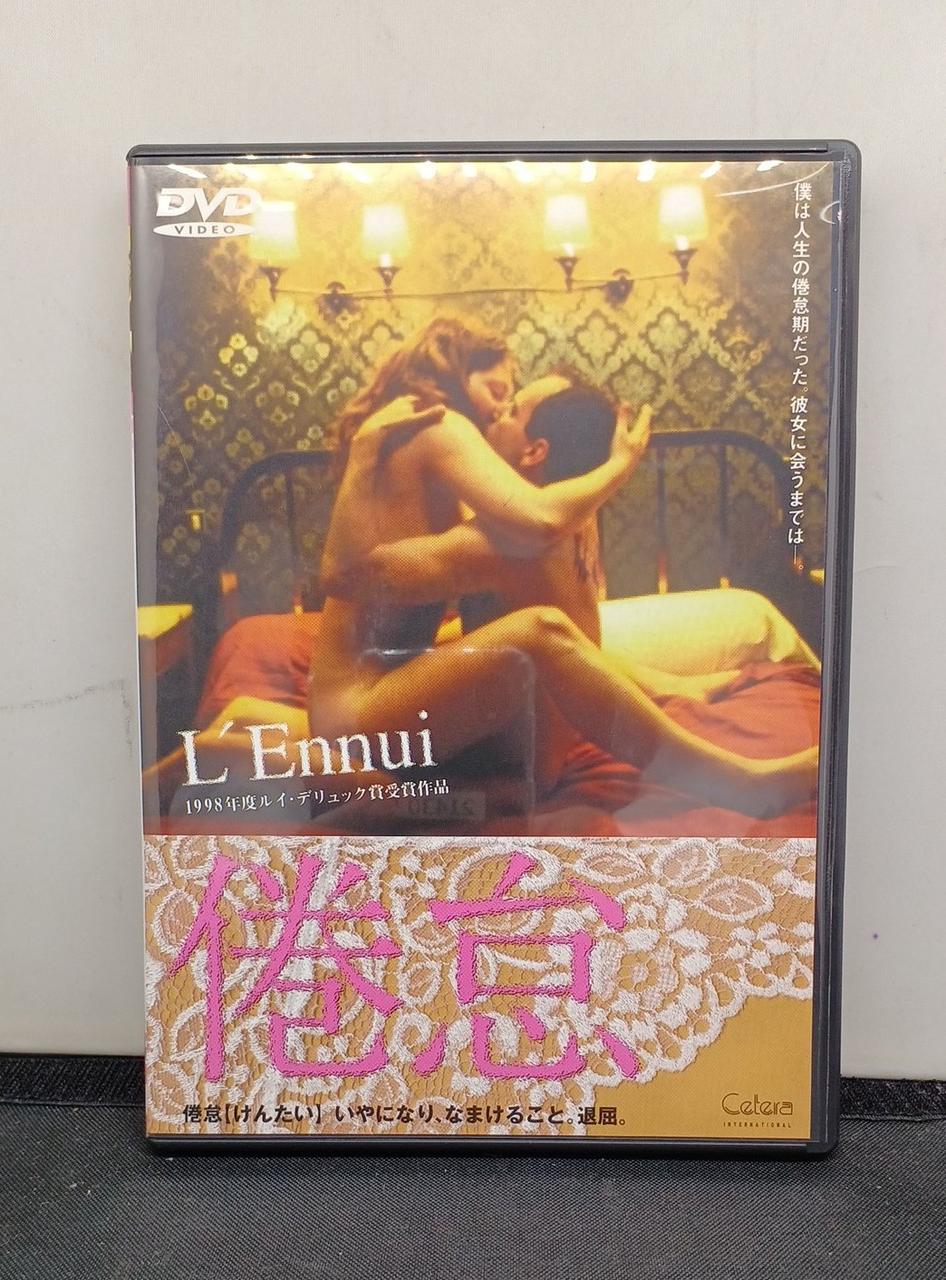 DVD
VIDEO
僕は人生の倦怠期だった。彼女に会うまでは―。
L´Ennui
1998年度ルイ・デリュック賞受賞作品
倦怠
倦怠【けんたい】 いやになり、なまけること。退屈。
Cetera
INTERNATIONAL